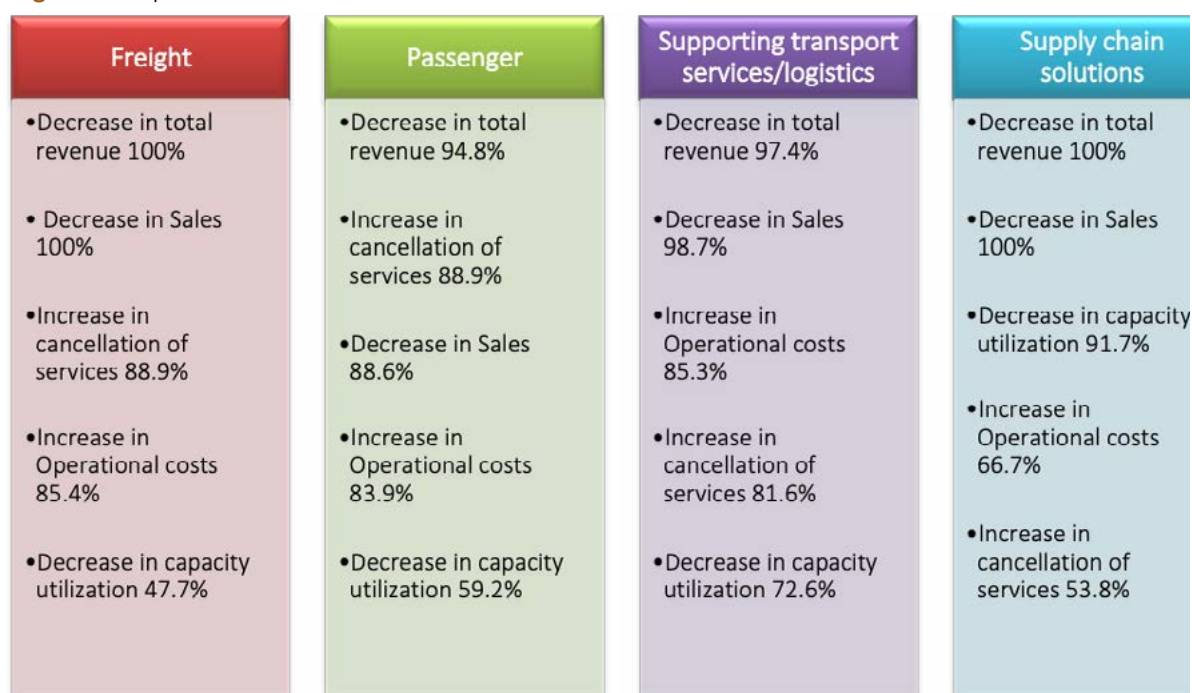 Freight
•Decrease in total
revenue 100%
• Decrease in Sales
100%
•Increase in
cancellation of
services 88.9%
•Increase in
Operational costs
85.4%
•Decrease in capacity
utilization 47.7%
Passenger
•Decrease in total
revenue 94.8%
•Increase in
cancellation of
services 88.9%
•Decrease in Sales
88.6%
•Increase in
Operational costs
83.9%
•Decrease in capacity
utilization 59.2%
Supporting transport
services/logistics
•Decrease in total
revenue 97.4%
•Decrease in Sales
98.7%
•Increase in
Operational costs
85.3%
•Increase in
cancellation of
services 81.6%
•Decrease in capacity
utilization 72.6%
Supply chain
solutions
•Decrease in total
revenue 100%
•Decrease in Sales
100%
•Decrease in capacity
utilization 91.7%
•Increase in
Operational costs
66.7%
•Increase in
cancellation of
services 53.8%